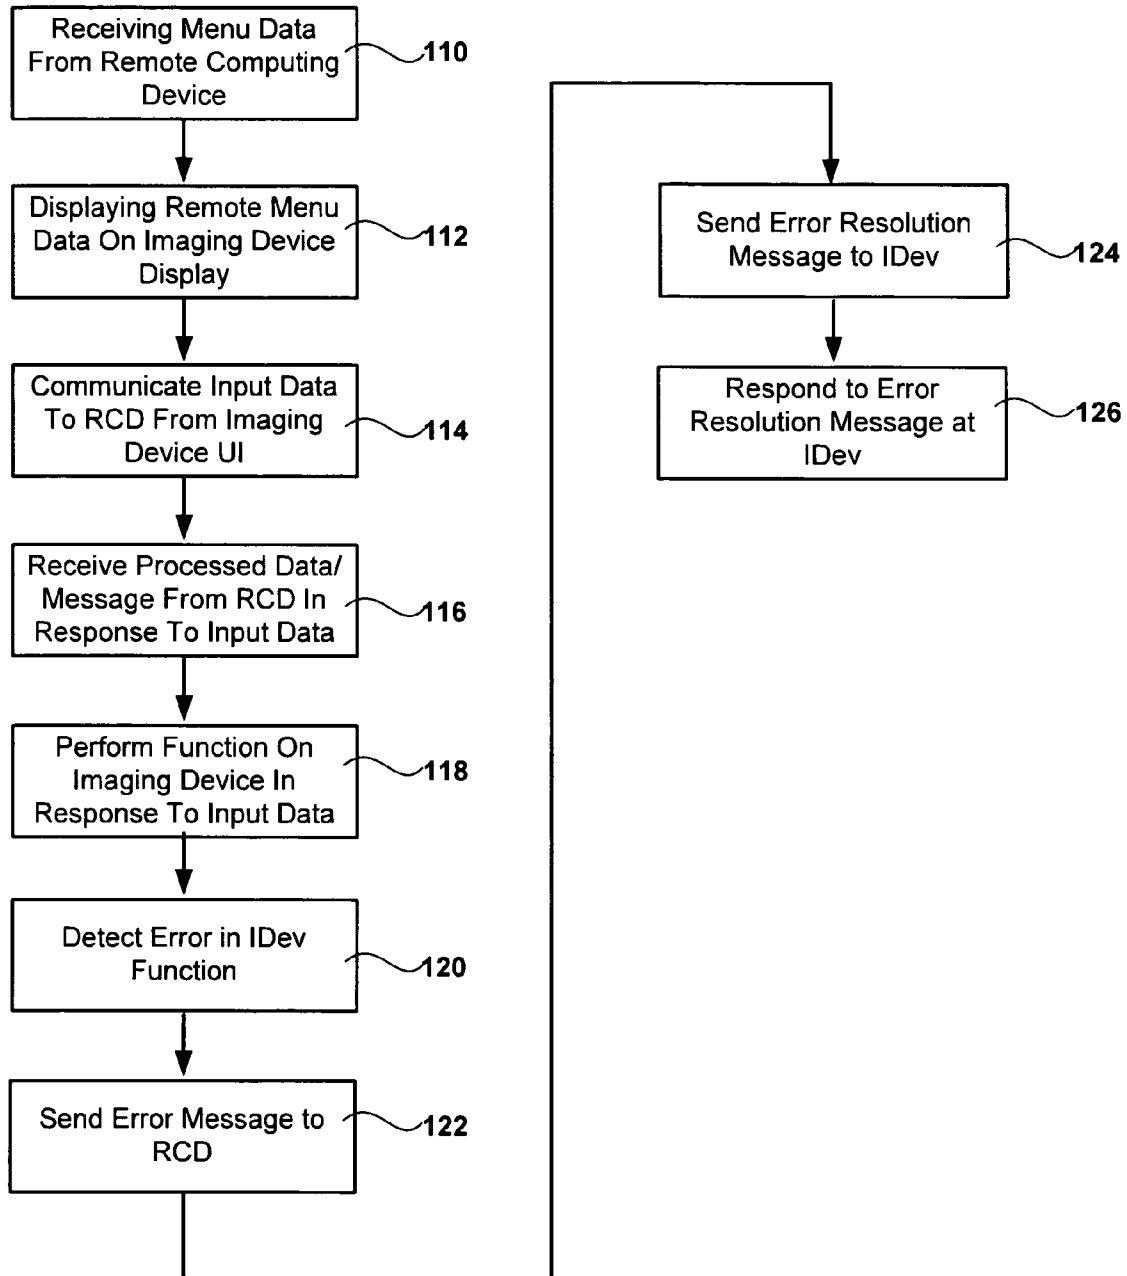 Receiving Menu Data
From Remote Computing
Device
110
Displaying Remote Menu
Data On Imaging Device
Display
112
Communicate Input Data
To RCD From Imaging
Device UI
114
Receive Processed Data/
Message From RCD In
Response To Input Data
116
Perform Function On
Imaging Device In
Response To Input Data
118
Detect Error in IDev
Function
120
Send Error Message to
RCD
122
Send Error Resolution
Message to IDev
124
Respond to Error
Resolution Message at
IDev
126